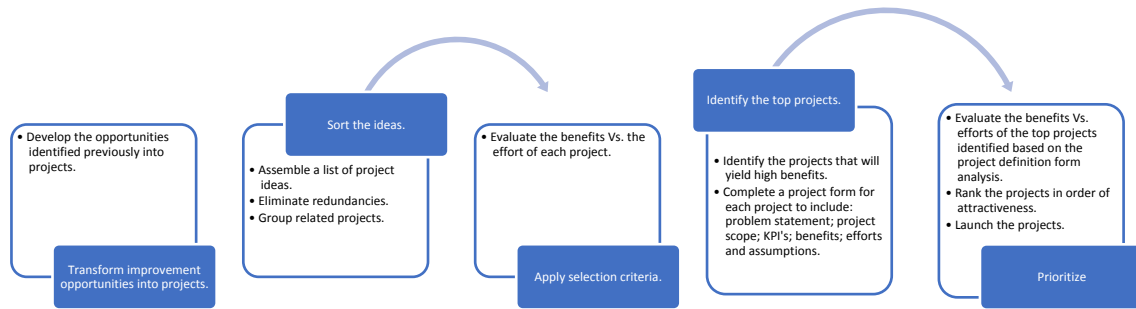 • Develop the opportunities
identified previously into
projects.
Transform improvement
opportunities into projects.
Sort the ideas.
• Assemble a list of project
ideas.
• Eliminate redundancies.
• Group related projects.
• Evaluate the benefits Vs. the
effort of each project.
Apply selection criteria.
Identify the top projects.
• Identify the projects that will
yield high benefits.
• Complete a project form for
each project to include:
problem statement; project
scope; KPI's; benefits; efforts
and assumptions.
• Evaluate the benefits Vs.
efforts of the top projects
identified based on the
project definition form
analysis.
• Rank the projects in order of
attractiveness.
• Launch the projects.
Prioritize